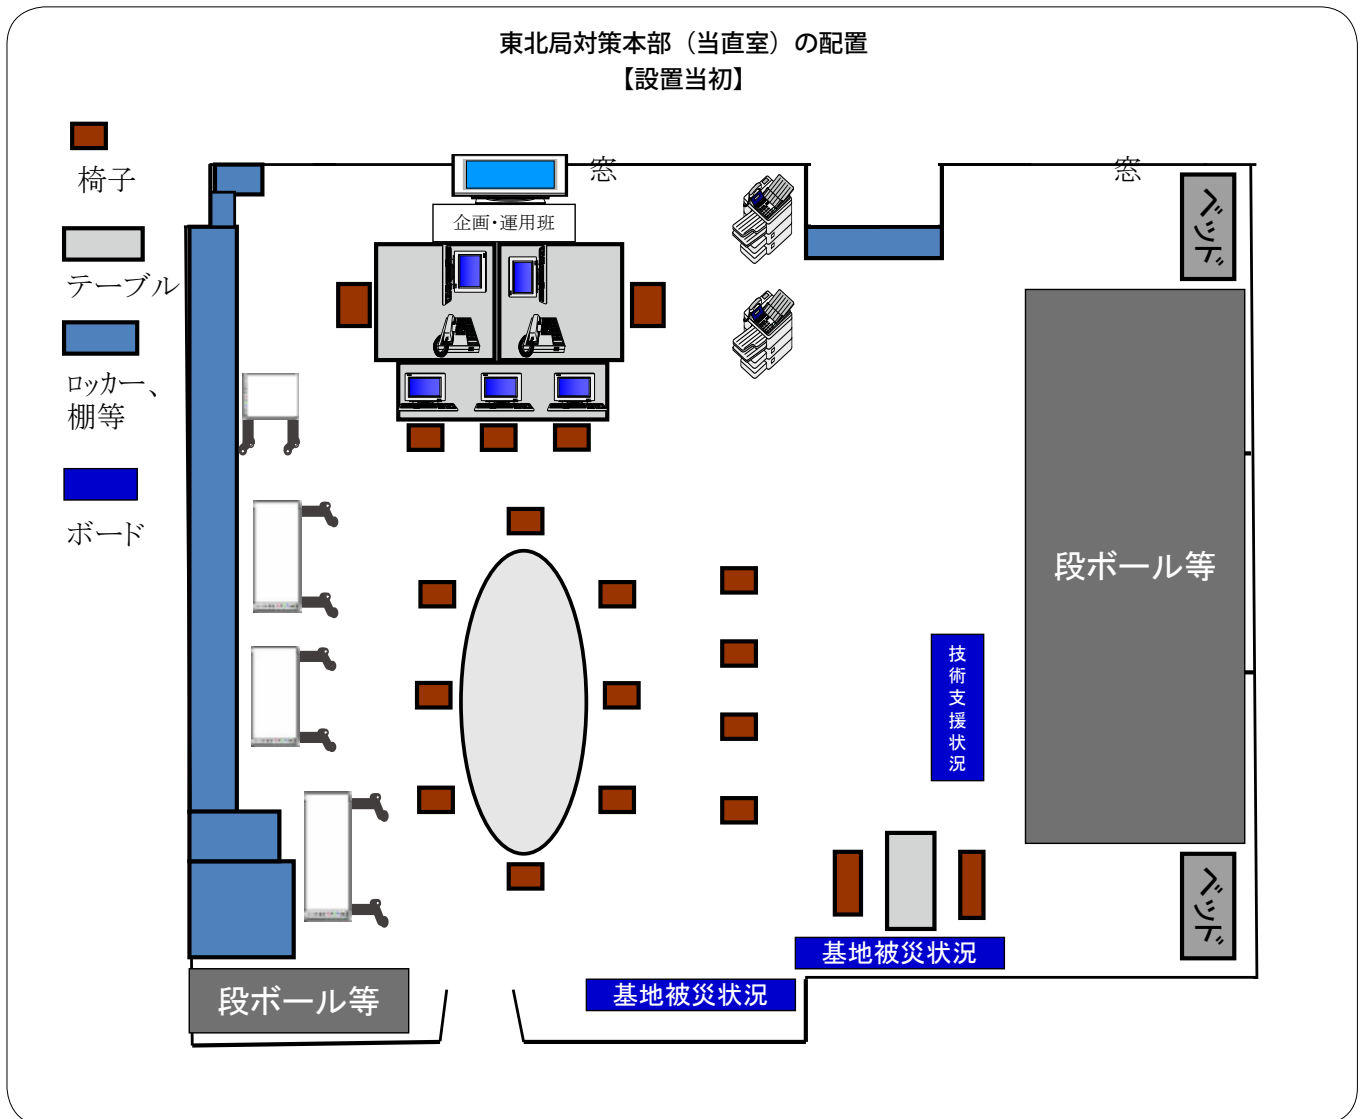 東北局対策本部（当直室）の配置
【設置当初】
椅子
テーブル
ロッカー、
棚等
ボード
窓
窓
企画・運用班
ベッド
段ボール等
技術支援状況
ベッド
基地被災状況
基地被災状況
段ボール等